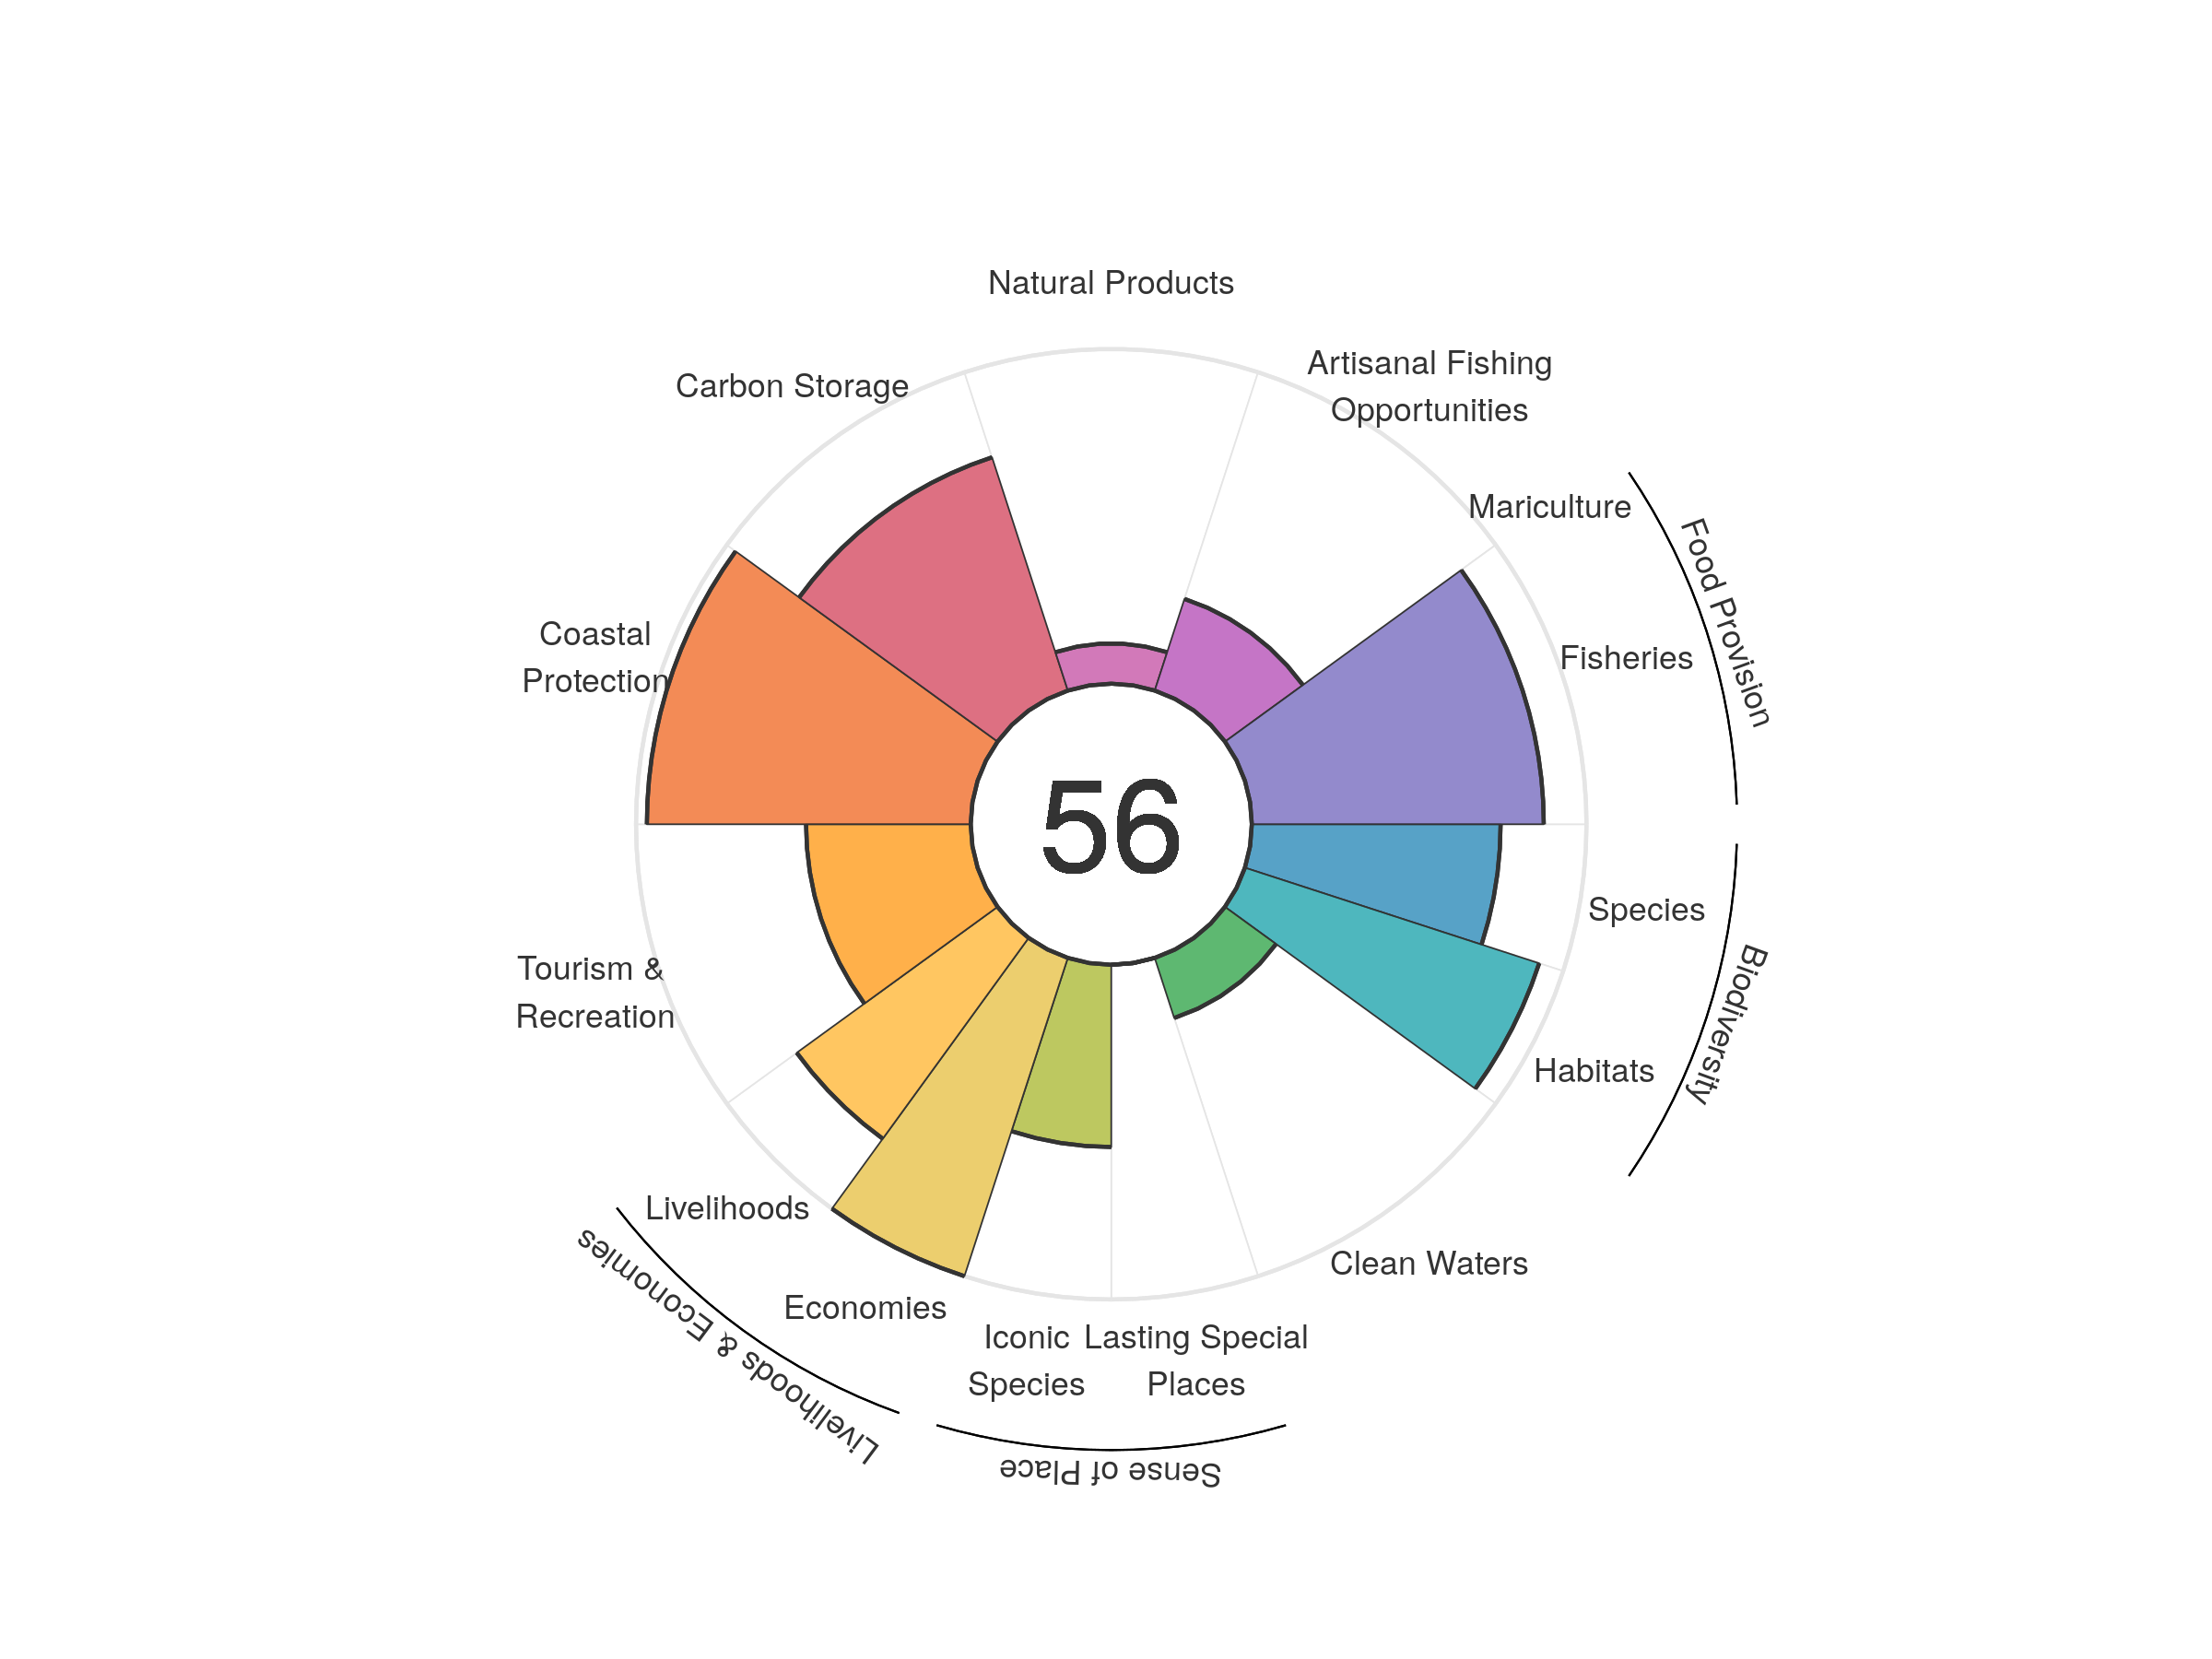 Natural Products
Artisanal Fishing
Opportunities
Carbon Storage
Mariculture
Food Provision
Fisheries
Coastal
Protection
56
Species
Biodiversity
Tourism &
Recreation
Habitats
Livelihoods
Livelihoods & Economies
Clean Waters
Economies
Iconic
Species
Lasting Special
Places
Sense of Place